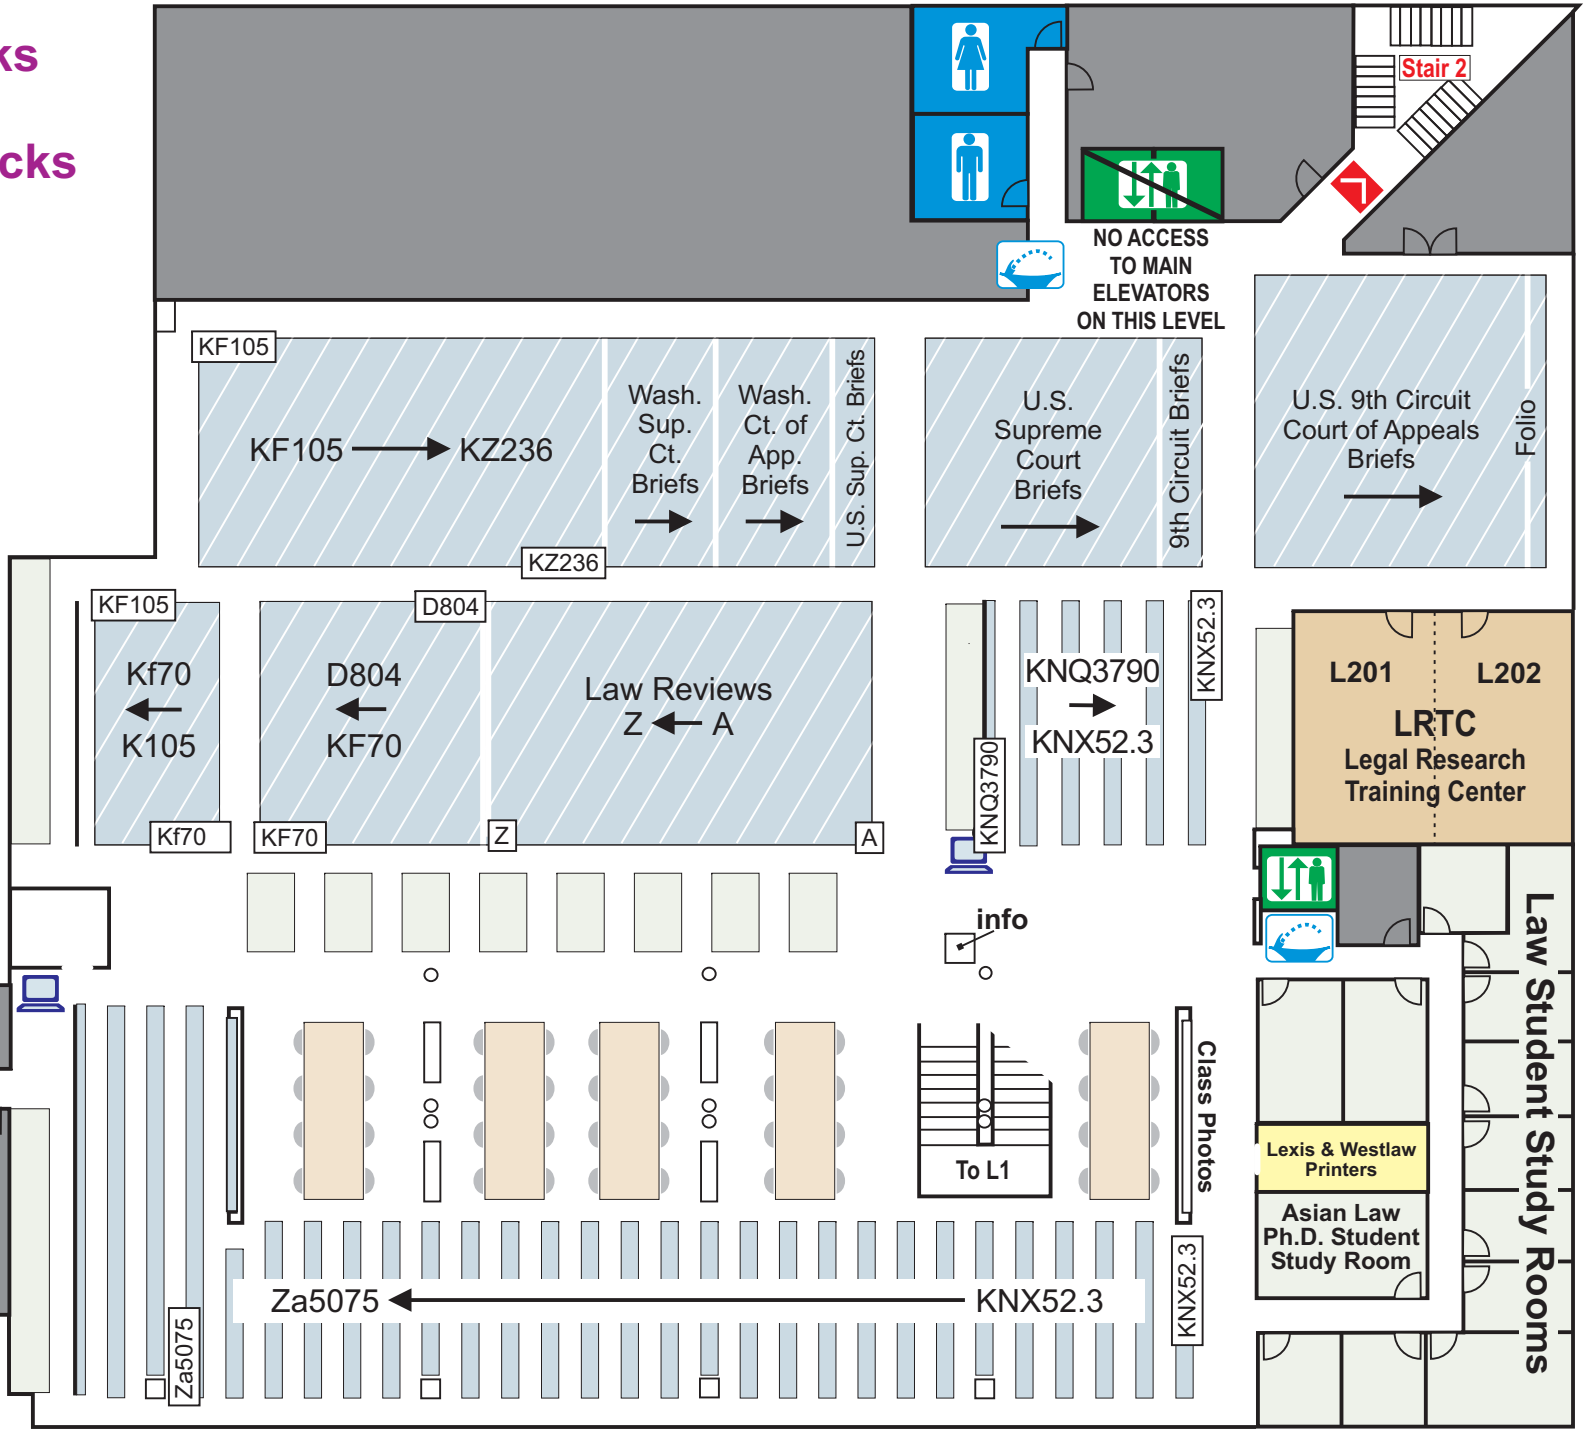 ks
cks
Stair 2
NO ACCESS
TO MAIN
ELEVATORS
ON THIS LEVEL
KF105
KF105 KZ236
KZ236
Wash.
Sup.
Ct.
Briefs
Wash.
Ct. of
App.
Briefs
U.S. Sup. Ct. Briefs
U.S.
Supreme
Court
Briefs
9th Circuit Briefs
U.S. 9th Circuit
Court of Appeals
Briefs
Folio
KF105
Kf70
K105
Kf70
D804
D804
KF70
KF70
Law Reviews
Z A
Z
A
KNQ3790
KNX52.3
KNQ3790
KNX52.3
L201 L202
LRTC
Legal Research
Training Center
info
To L1
Class Photos
Law Student Study Rooms
Lexis & Westlaw
Printers
Asian Law
Ph.D. Student
Study Room
Za5075 KNX52.3
Za5075
KNX52.3